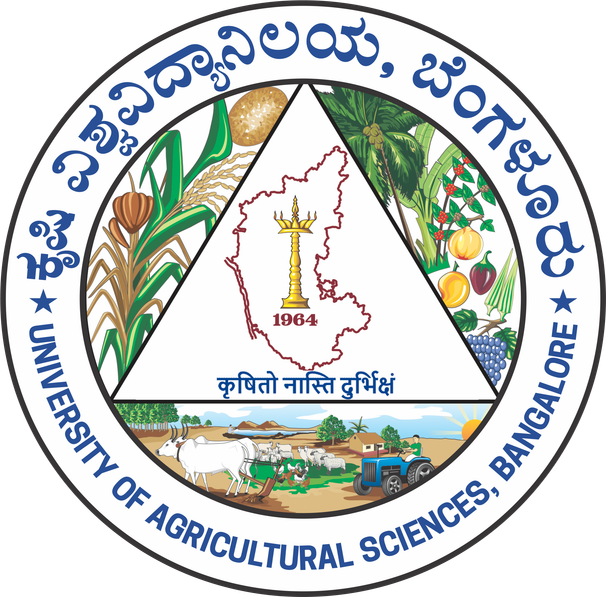 ಕೃಷಿ ವಿಶ್ವವಿದ್ಯಾನಿಲಯ, ಬೆಂಗಳೂರು
1964
कृषितो नास्ति दुर्भिक्षं
★ UNIVERSITY OF AGRICULTURAL SCIENCES, BANGALORE ★